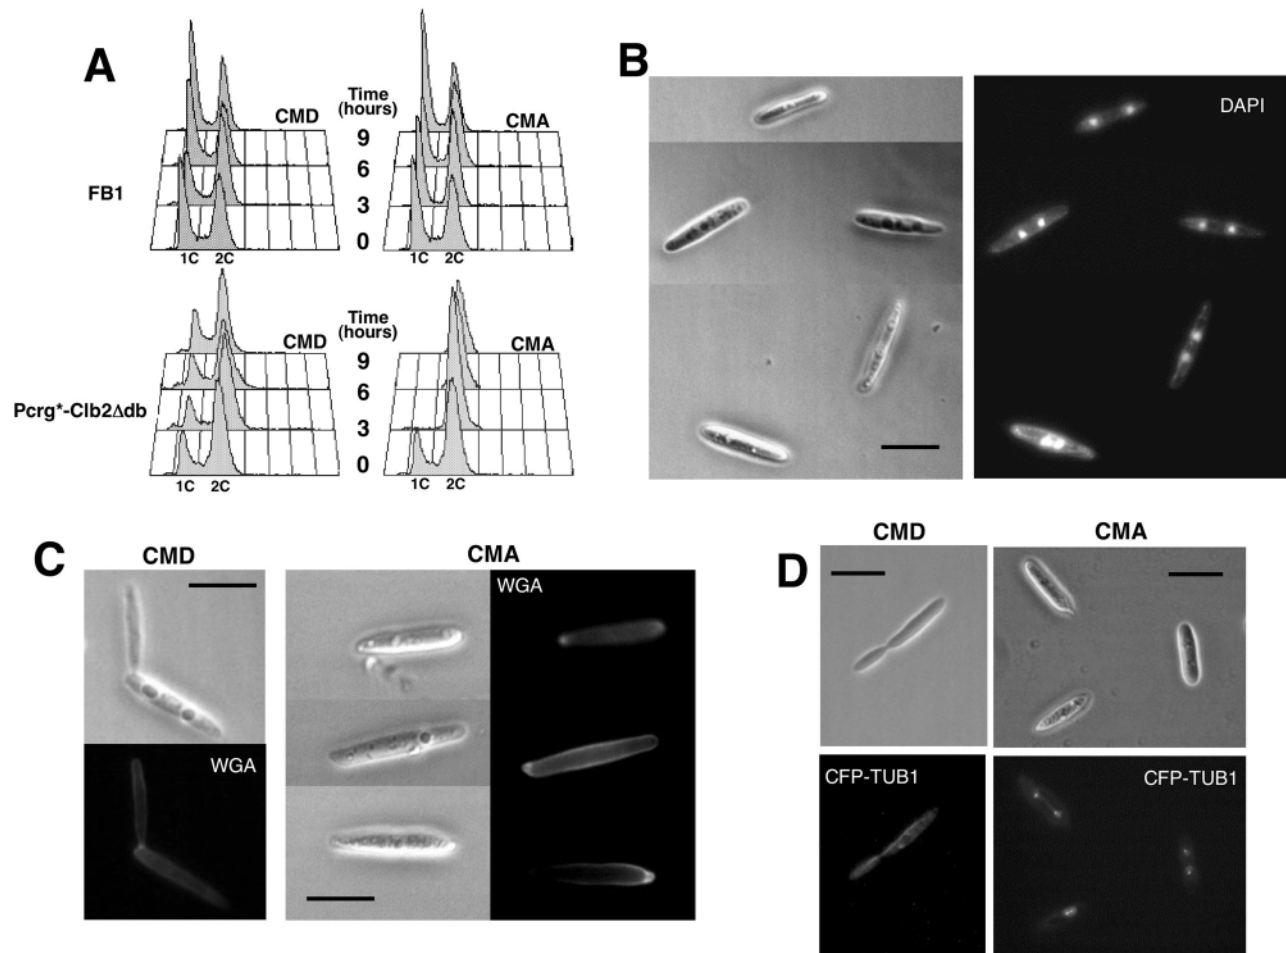 A
Time
(hours)
CMD
CMA
9
6
FB1
3
0
1C 2C
1C 2C
Time
(hours)
CMD
CMA
9
6
Pcrg*-Clb2Δdb
3
0
1C 2C
1C 2C
B
DAPI
C
CMD
CMA
WGA
WGA
D
CMD
CMA
CFP-TUB1
CFP-TUB1